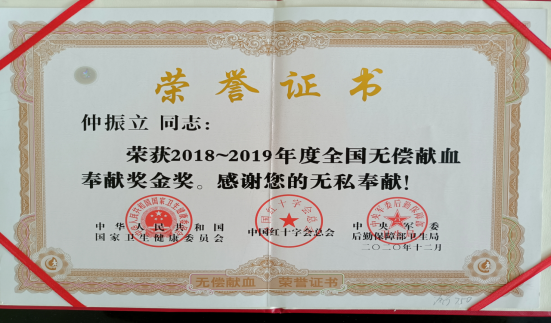 荣誉证书
仲振立 同志：
荣获2018~2019年度全国无偿献血
奉献奖金奖。感谢您的无私奉献！
中华人民共和国
国家卫生健康委员会
中国红十字会总会
中央军委
后勤保障部卫生局
二〇二〇年十二月
无偿献血 荣誉证书